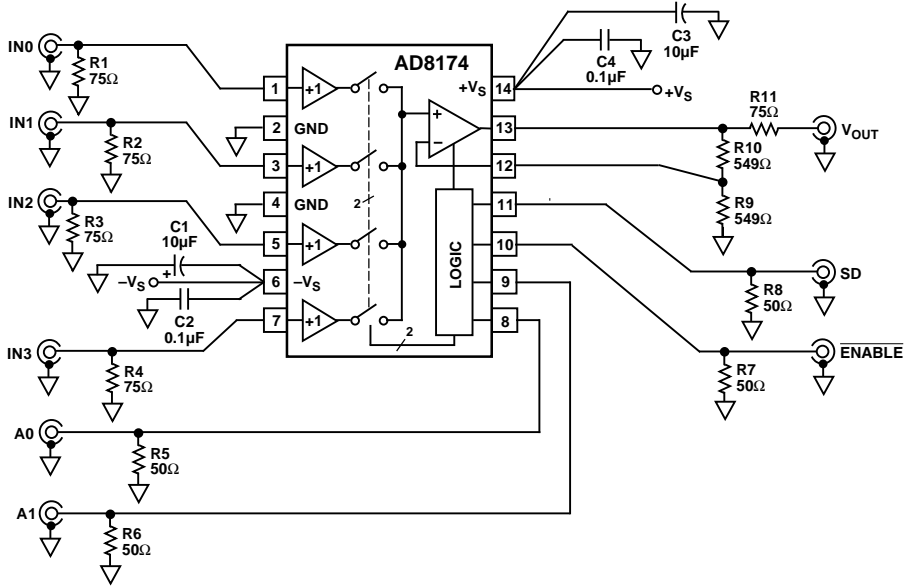 IN0
R1
75Ω
IN1
R2
75Ω
IN2
R3
75Ω
C1
10µF
+
–VS
C2
0.1µF
IN3
R4
75Ω
A0
R5
50Ω
A1
R6
50Ω
AD8174
1
2
3
4
5
6
7
+1
GND
+1
GND
+1
–VS
+1
2
2
+
–
LOGIC
+VS
14
13
12
11
10
9
8
C3
10µF
C4
0.1µF
+VS
R11
75Ω
VOUT
R10
549Ω
R9
549Ω
SD
R8
50Ω
ENABLE
R7
50Ω